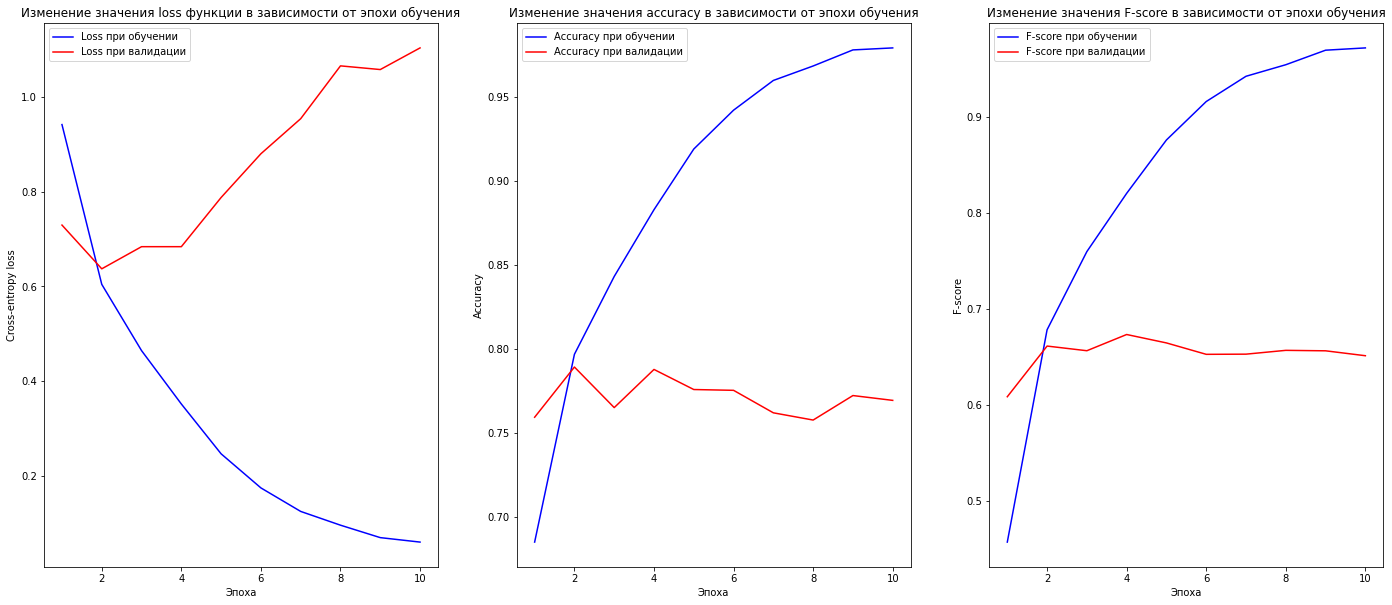 Изменение значения loss функции в зависимости от эпохи обучения
Loss при обучении
Loss при валидации
1.0
0.8
0.6
0.4
0.2
Cross-entropy loss
2 4 6 8 10
Эпоха
Изменение значения accuracy в зависимости от эпохи обучения
Accuracy при обучении
Accuracy при валидации
0.95
0.90
0.85
0.80
0.75
0.70
Accuracy
2 4 6 8 10
Эпоха
Изменение значения F-score в зависимости от эпохи обучения
F-score при обучении
F-score при валидации
0.9
0.8
0.7
0.6
0.5
F-score
2 4 6 8 10
Эпоха